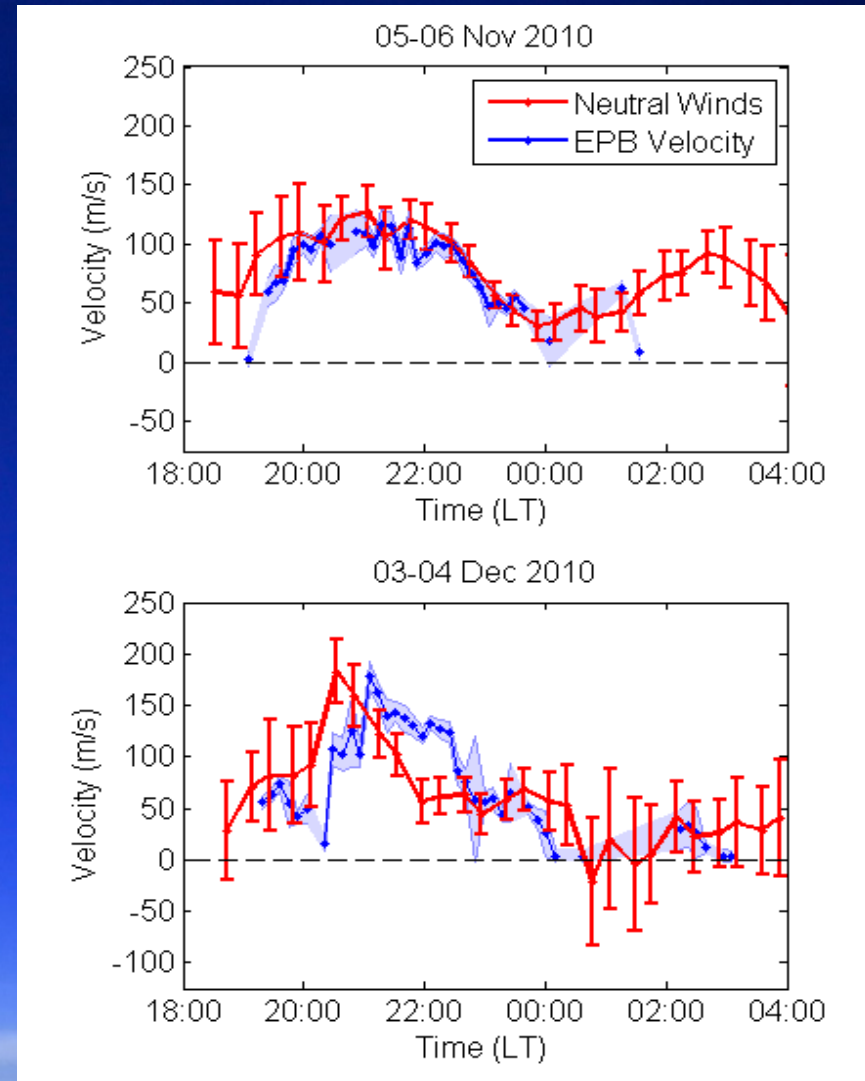 05-06 Nov 2010
250
200
150
100
50
0
-50
Velocity (m/s)
Neutral Winds
EPB Velocity
18:00 20:00 22:00 00:00 02:00 04:00
Time (LT)
03-04 Dec 2010
250
200
150
100
50
0
-50
-100
Velocity (m/s)
18:00 20:00 22:00 00:00 02:00 04:00
Time (LT)